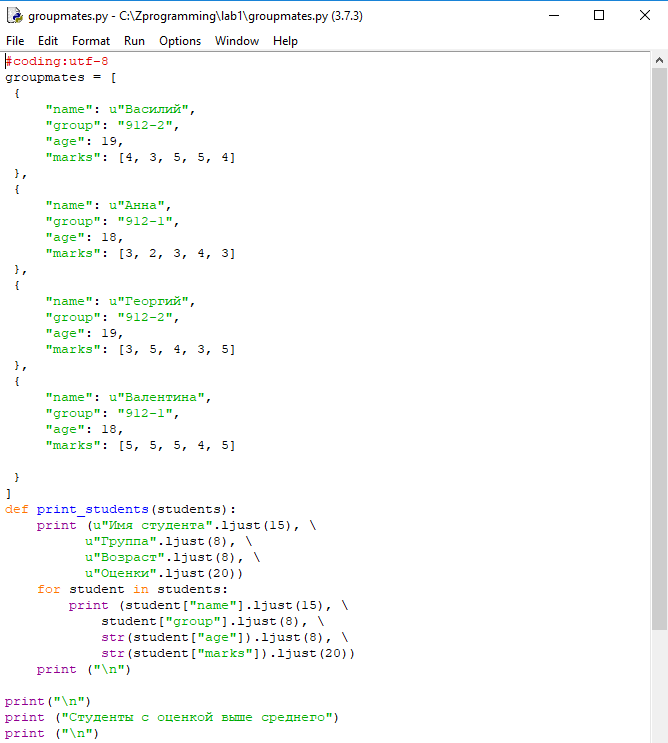 groupmates.py - C:\Zprogramming\lab1\groupmates.py (3.7.3)
File Edit Format Run Options Window Help
#coding:utf-8
groupmates = [
 {
     "name": u"Василий",
     "group": "912-2",
     "age": 19,
     "marks": [4, 3, 5, 5, 4]
 },
 {
     "name": u"Анна",
     "group": "912-1",
     "age": 18,
     "marks": [3, 2, 3, 4, 3]
 },
 {
     "name": u"Георгий",
     "group": "912-2",
     "age": 19,
     "marks": [3, 5, 4, 3, 5]
 },
 {
     "name": u"Валентина",
     "group": "912-1",
     "age": 18,
     "marks": [5, 5, 5, 4, 5]

 }
]
def print_students(students):
    print (u"Имя студента".ljust(15), \
          u"Группа".ljust(8), \
          u"Возраст".ljust(8), \
          u"Оценки".ljust(20))
    for student in students:
        print (student["name"].ljust(15), \
            student["group"].ljust(8), \
            str(student["age"]).ljust(8), \
            str(student["marks"]).ljust(20))
    print ("\n")

print("\n")
print ("Студенты с оценкой выше среднего")
print ("\n")